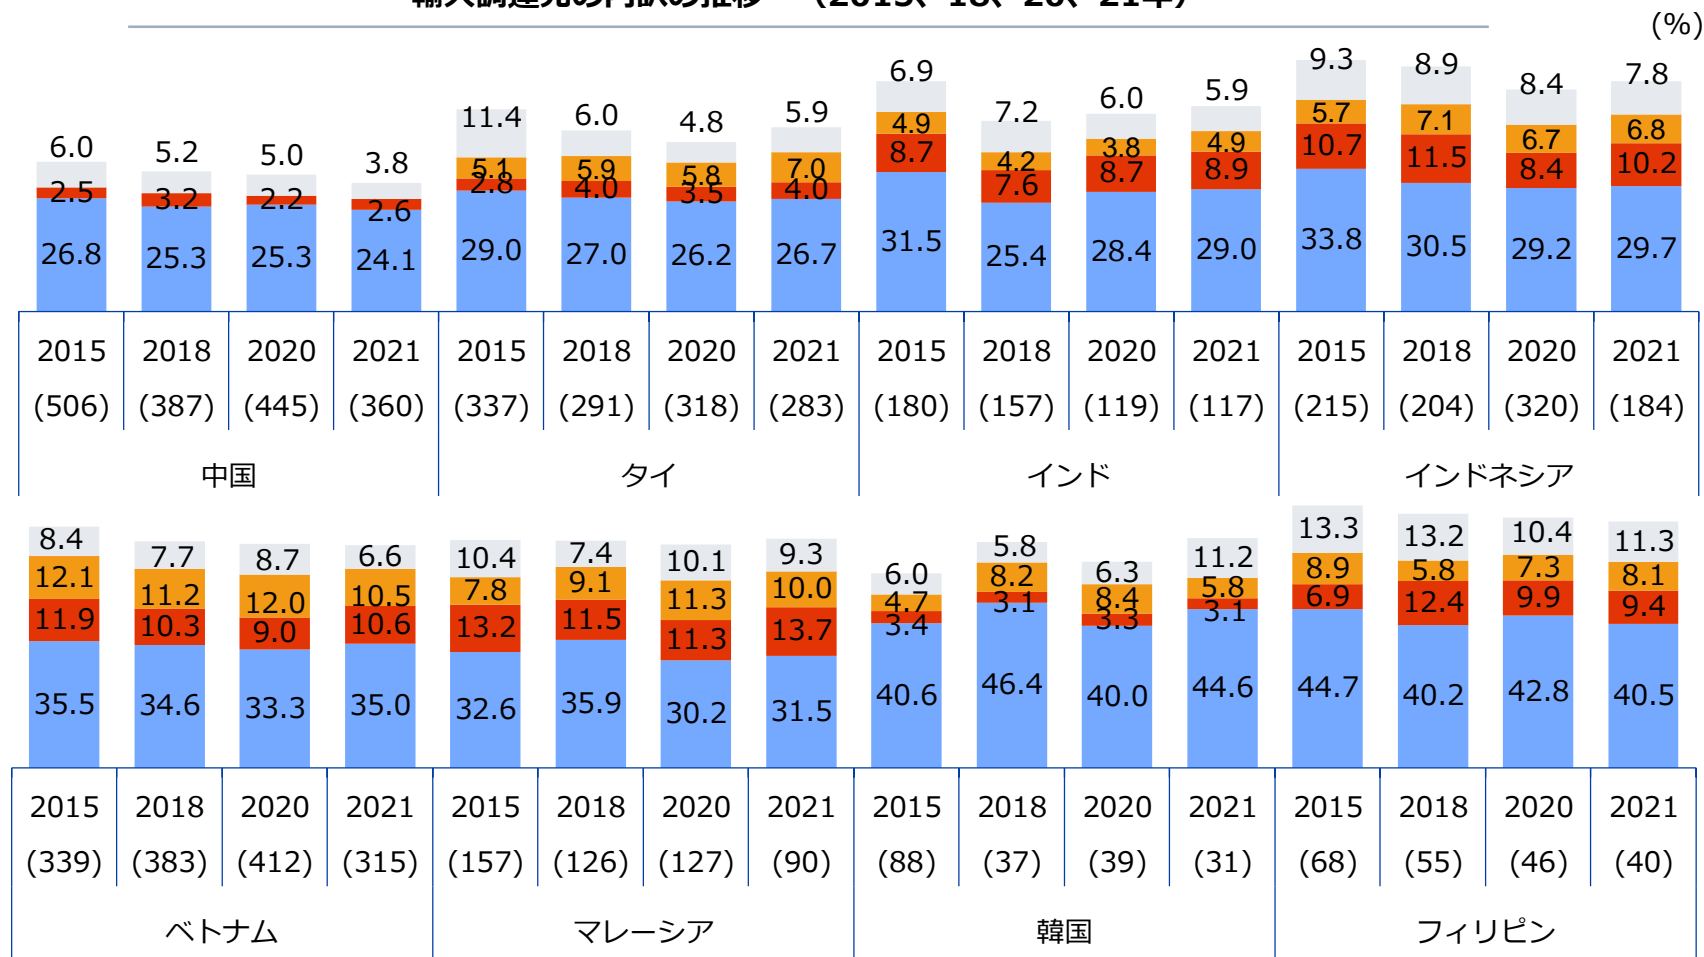 輸入調達先の内訳の推移 (2015、18、20、21年)
(%)
6.0 5.2 5.0 3.8 11.4 6.0 4.8 5.9 6.9 7.2 6.0 5.9 9.3 8.9 8.4 7.8
5.1 5.9 5.8 7.0 4.9 4.2 3.8 4.9 5.7 7.1 6.7 6.8
2.5 3.2 2.2 2.6 2.8 4.0 3.5 4.0 8.7 7.6 8.7 8.9 10.7 11.5 8.4 10.2
26.8 25.3 25.3 24.1 29.0 27.0 26.2 26.7 31.5 25.4 28.4 29.0 33.8 30.5 29.2 29.7
2015 2018 2020 2021 2015 2018 2020 2021 2015 2018 2020 2021 2015 2018 2020 2021
(506) (387) (445) (360) (337) (291) (318) (283) (180) (157) (119) (117) (215) (204) (320) (184)
中国 タイ インド インドネシア
8.4 7.7 8.7 6.6 10.4 7.4 10.1 9.3 6.0 5.8 6.3 11.2 13.3 13.2 10.4 11.3
12.1 11.2 12.0 10.5 7.8 9.1 11.3 10.0 4.7 8.2 8.4 5.8 8.9 5.8 7.3 8.1
11.9 10.3 9.0 10.6 13.2 11.5 11.3 13.7 3.4 3.1 3.3 3.1 6.9 12.4 9.9 9.4
35.5 34.6 33.3 35.0 32.6 35.9 30.2 31.5 40.6 46.4 40.0 44.6 44.7 40.2 42.8 40.5
2015 2018 2020 2021 2015 2018 2020 2021 2015 2018 2020 2021 2015 2018 2020 2021
(339) (383) (412) (315) (157) (126) (127) (90) (88) (37) (39) (31) (68) (55) (46) (40)
ベトナム マレーシア 韓国 フィリピン